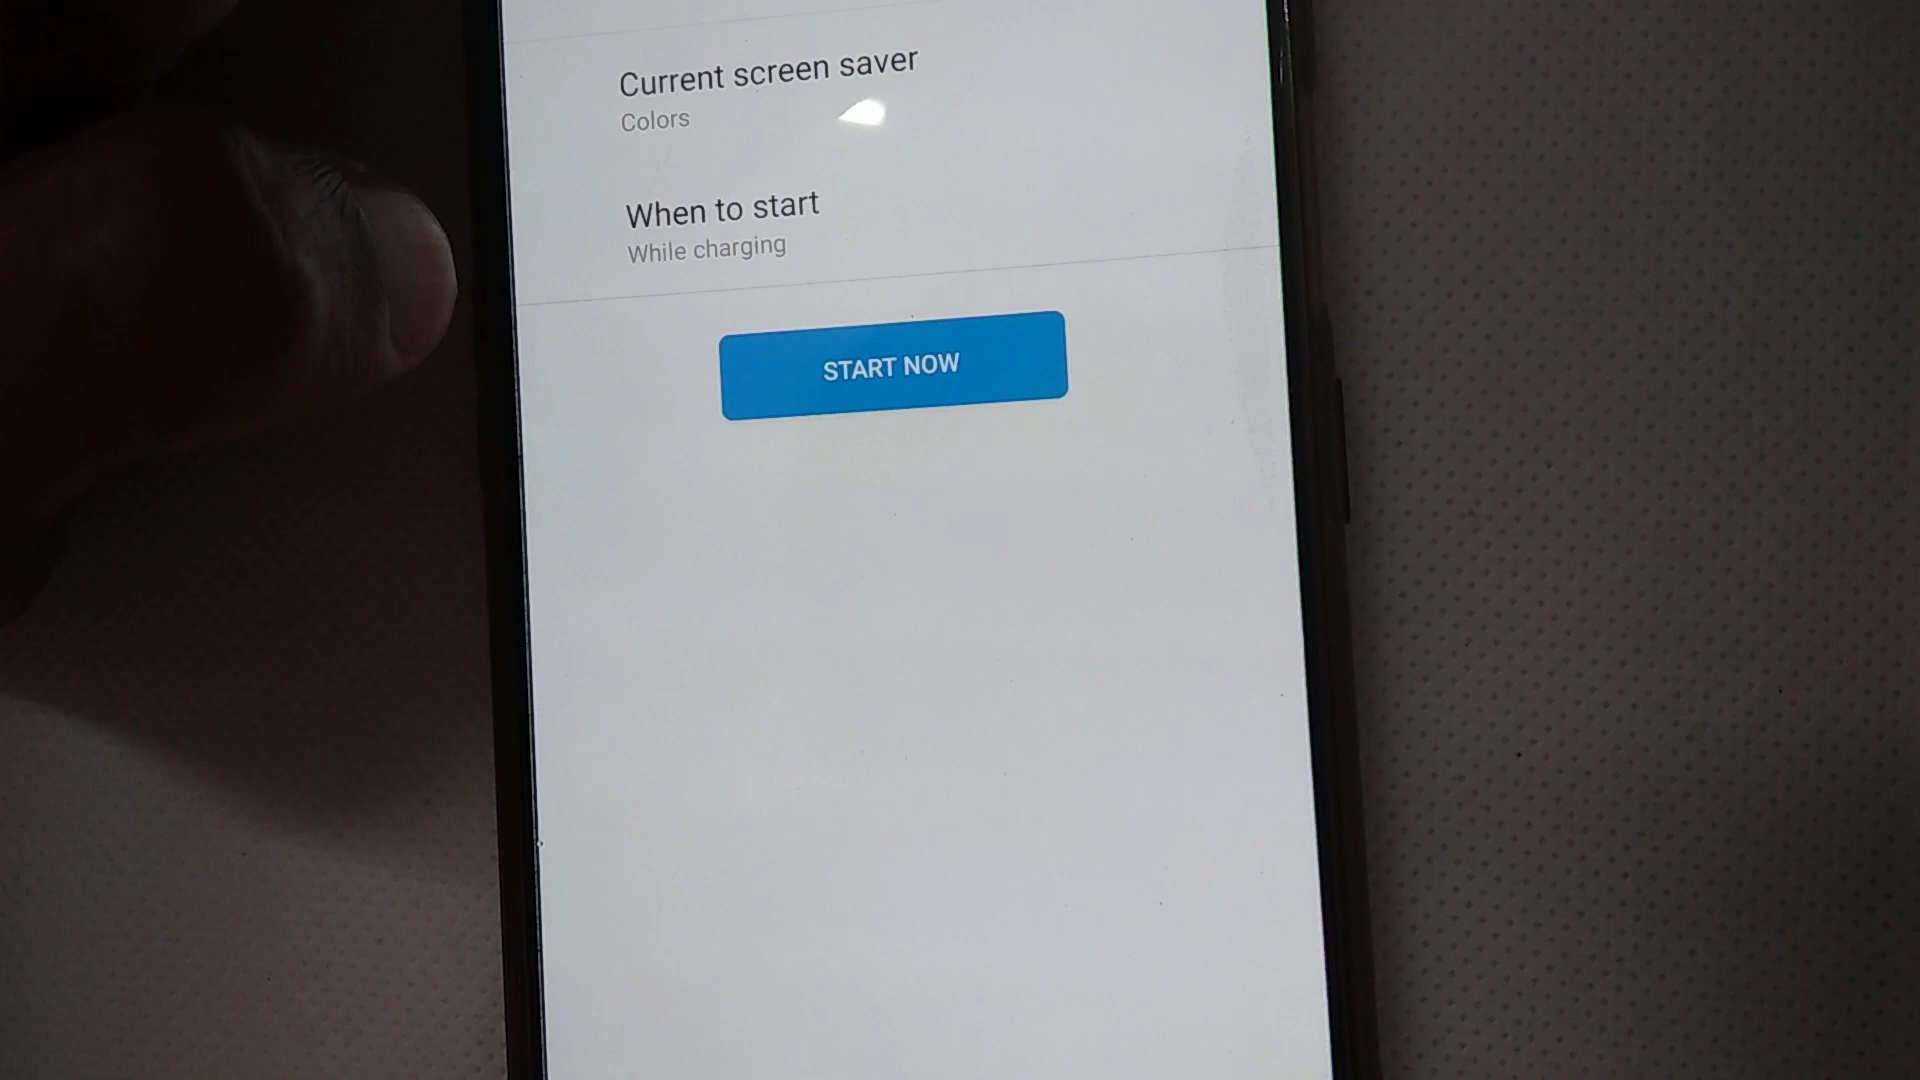 Current screen saver
Colors
When to start
While charging
START NOW